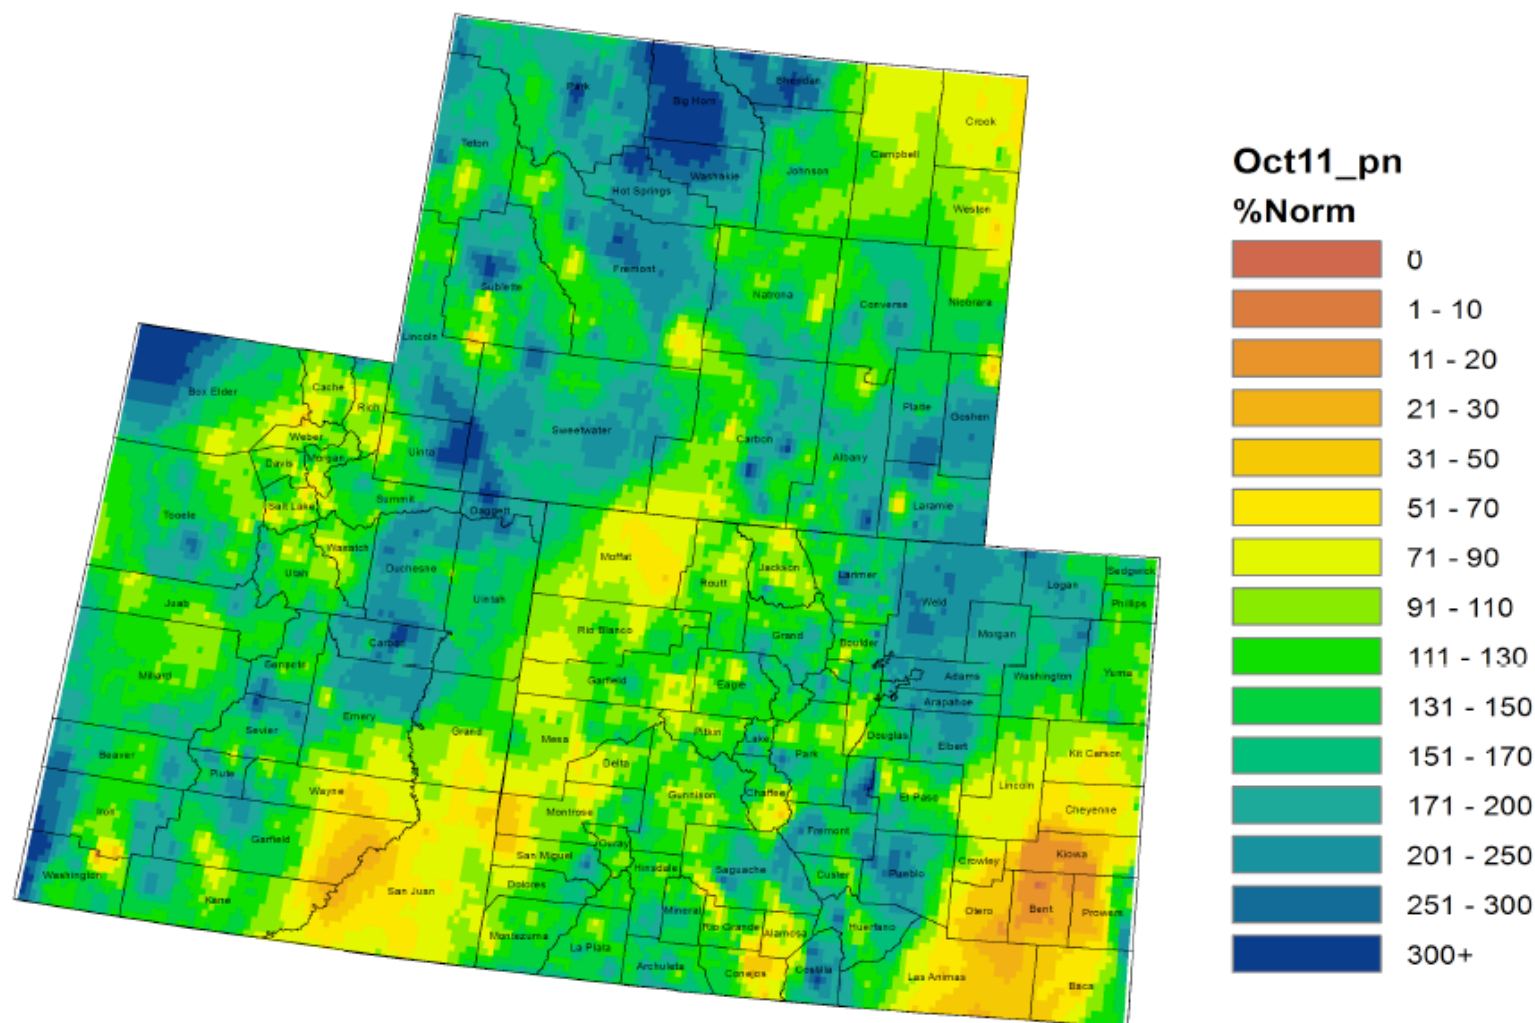 Park
Big Horn
Sheridan
Crook
Teton
Campbell
Johnson
Washakie
Hot Springs
Weston
Fremont
Sublette
Natrona
Converse
Niobrara
Lincoln
Box Elder
Cache
Rich
Platte
Goshen
Sweetwater
Weber
Carbon
Uinta
Albany
Davis
Morgan
Summit
Salt Lake
Daggett
Laramie
Tooele
Wasatch
Moffat
Jackson
Utah
Duchesne
Routt
Larimer
Logan
Sedgwick
Juab
Uintah
Weld
Phillips
Rio Blanco
Grand
Morgan
Carbon
Boulder
Sanpete
Millard
Garfield
Eagle
Adams
Washington
Yuma
Emery
Arapahoe
Sevier
Grand
Mesa
Pitkin
Lake
Park
Douglas
Elbert
Kit Carson
Beaver
Piute
Wayne
Delta
Gunnison
Chaffee
El Paso
Lincoln
Cheyenne
Iron
Garfield
Montrose
Fremont
Ouray
San Miguel
Hinsdale
Saguache
Custer
Pueblo
Crowley
Kiowa
Washington
Kane
San Juan
Dolores
Mineral
Rio Grande
Alamosa
Huerfano
Otero
Bent
Prowers
Montezuma
La Plata
Archuleta
Conejos
Costilla
Las Animas
Baca
Oct11_pn
%Norm
0
1 - 10
11 - 20
21 - 30
31 - 50
51 - 70
71 - 90
91 - 110
111 - 130
131 - 150
151 - 170
171 - 200
201 - 250
251 - 300
300+